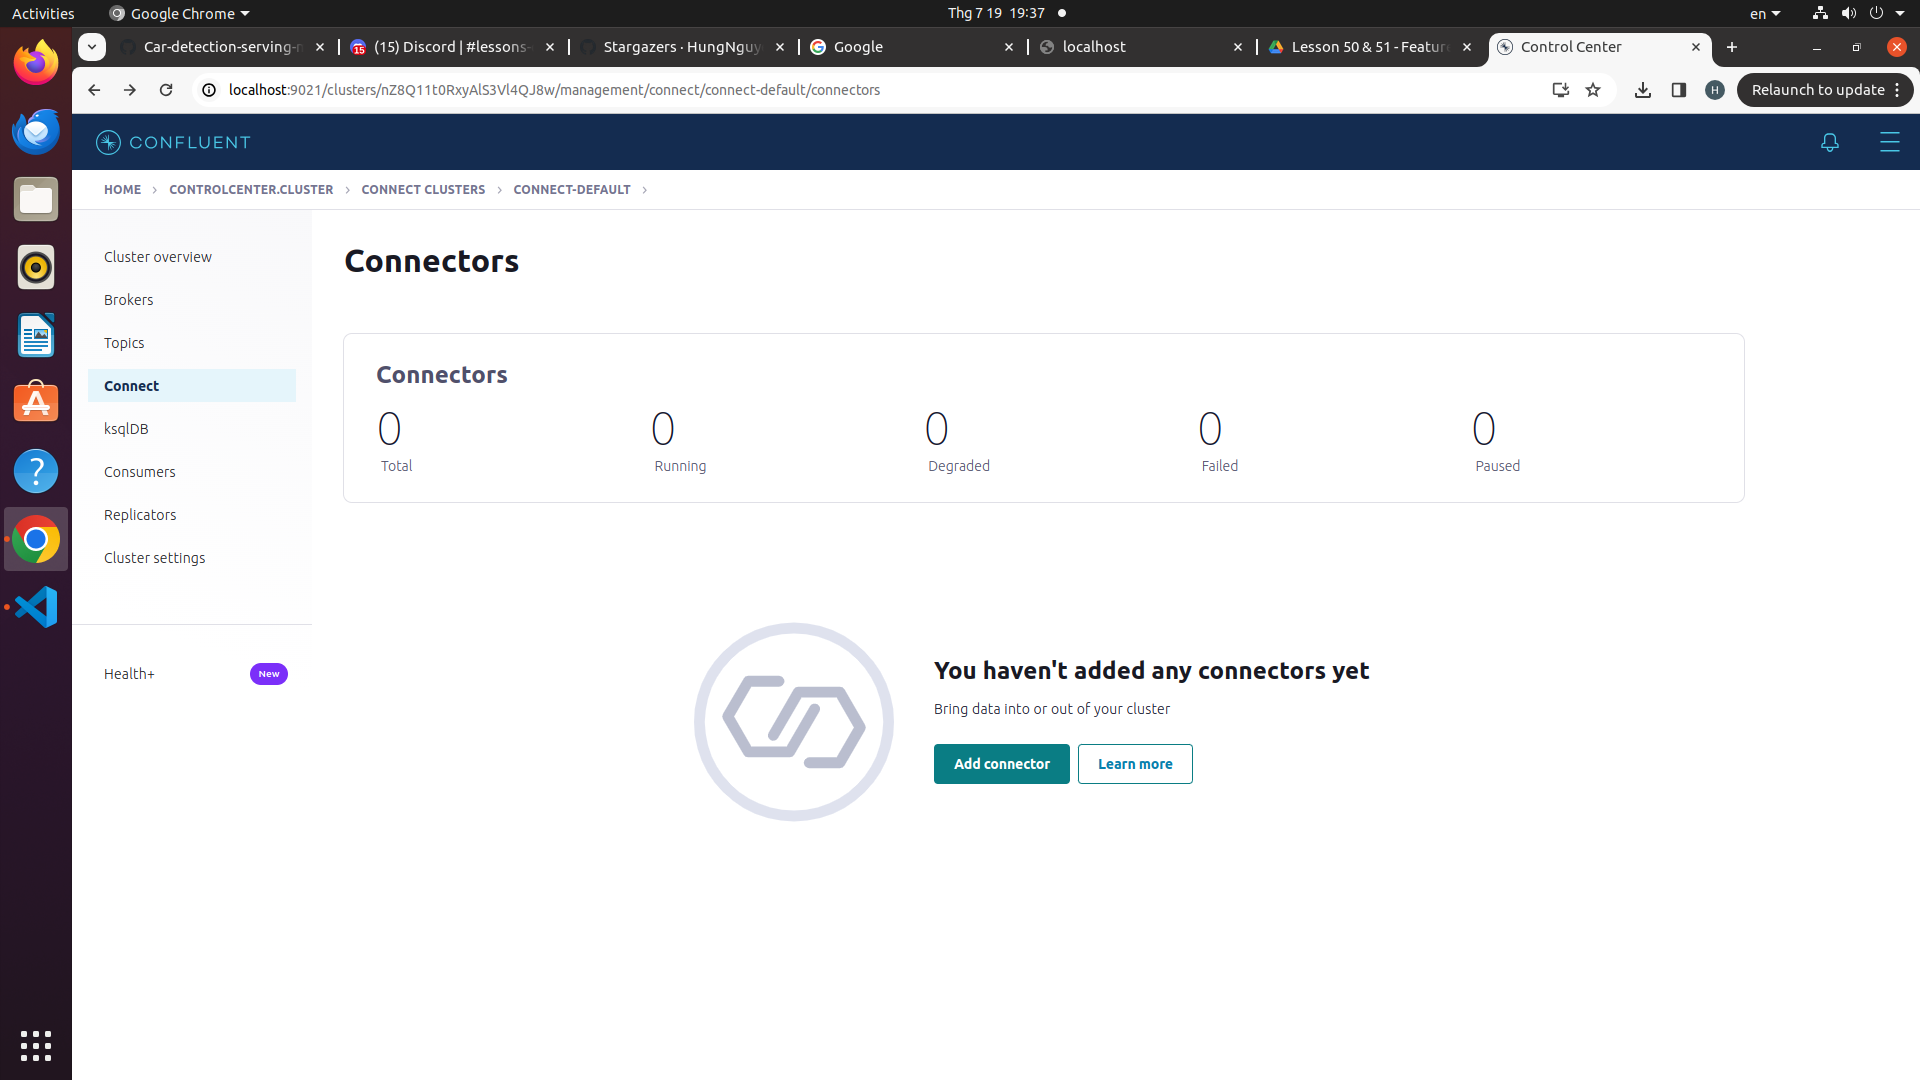 Activities
Google Chrome
Thg 7 19 19:37
en
Car-detection-serving-
(15) Discord | #lessons-
Stargazers · HungNguy
Google
localhost
Lesson 50 & 51 - Feature
Control Center
localhost:9021/clusters/nZ8Q11t0RxyAlS3Vl4QJ8w/management/connect/connect-default/connectors
H
Relaunch to update
CONFLUENT
HOME > CONTROLCENTER.CLUSTER > CONNECT CLUSTERS > CONNECT-DEFAULT >
Cluster overview
Brokers
Topics
Connect
ksqlDB
Consumers
Replicators
Cluster settings
Health+
New
Connectors
Connectors
0 0 0 0 0
Total Running Degraded Failed Paused
You haven't added any connectors yet
Bring data into or out of your cluster
Add connector
Learn more